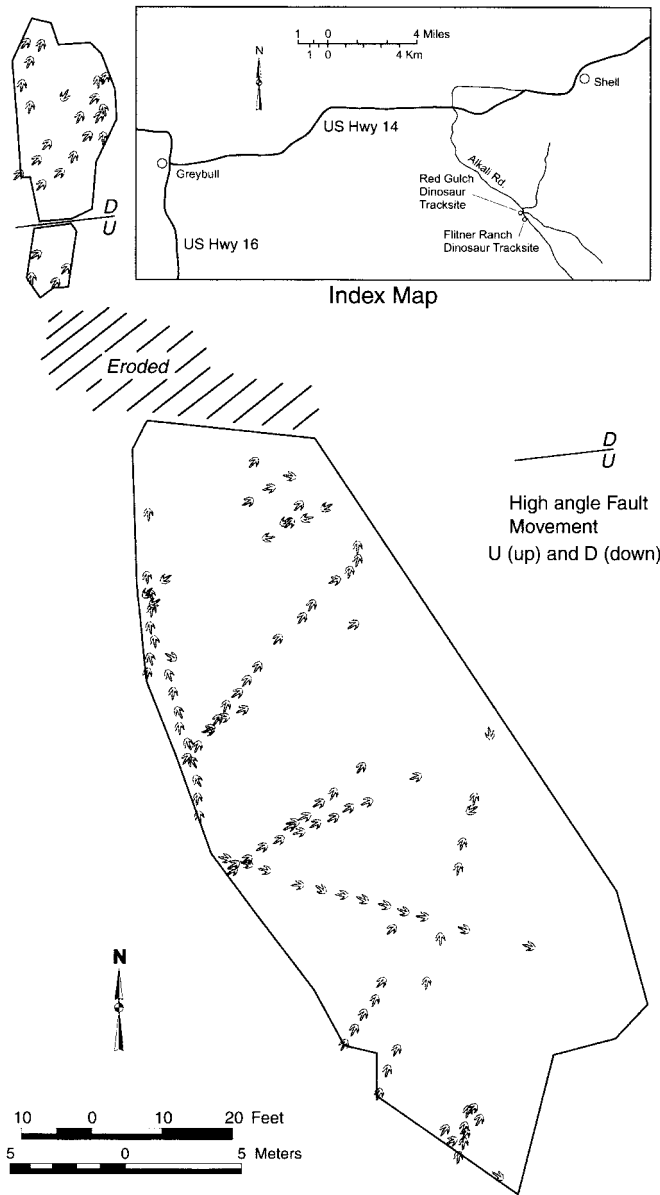 1 0 4 Miles
1 0 4 Km
N
Shell
US Hwy 14
Greybull
Alkali Rd.
Red Gulch
Dinosaur
Tracksite
US Hwy 16
Flitner Ranch
Dinosaur Tracksite
Index Map
D
U
Eroded
D
U
High angle Fault
Movement
U (up) and D (down)
N
10 0 10 20 Feet
5 0 5 Meters